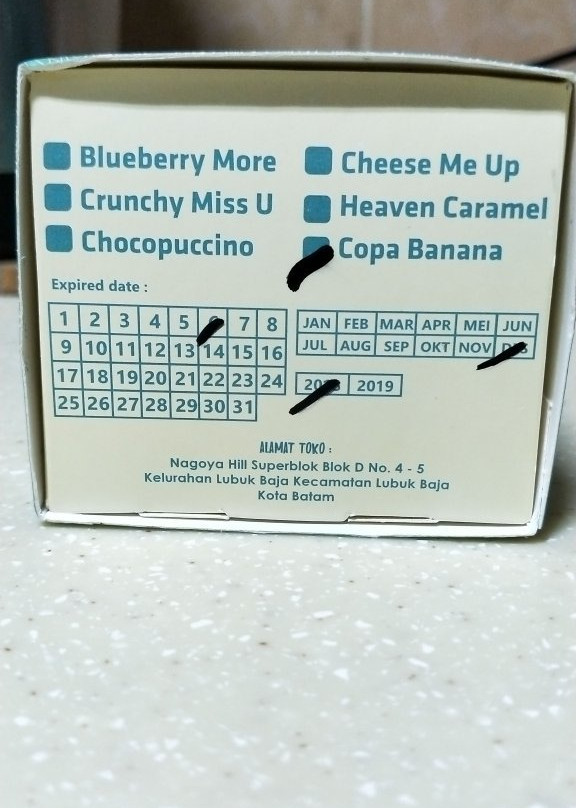 Blueberry More
Crunchy Miss U
Chocopuccino
Cheese Me Up
Heaven Caramel
Copa Banana
Expired date :
1 2 3 4 5 6 7 8
9 10 11 12 13 14 15 16
17 18 19 20 21 22 23 24
25 26 27 28 29 30 31
JAN FEB MAR APR MEI JUN
JUL AUG SEP OKT NOV DES
2018 2019
ALAMAT TOKO :
Nagoya Hill Superblok Blok D No. 4 - 5
Kelurahan Lubuk Baja Kecamatan Lubuk Baja
Kota Batam